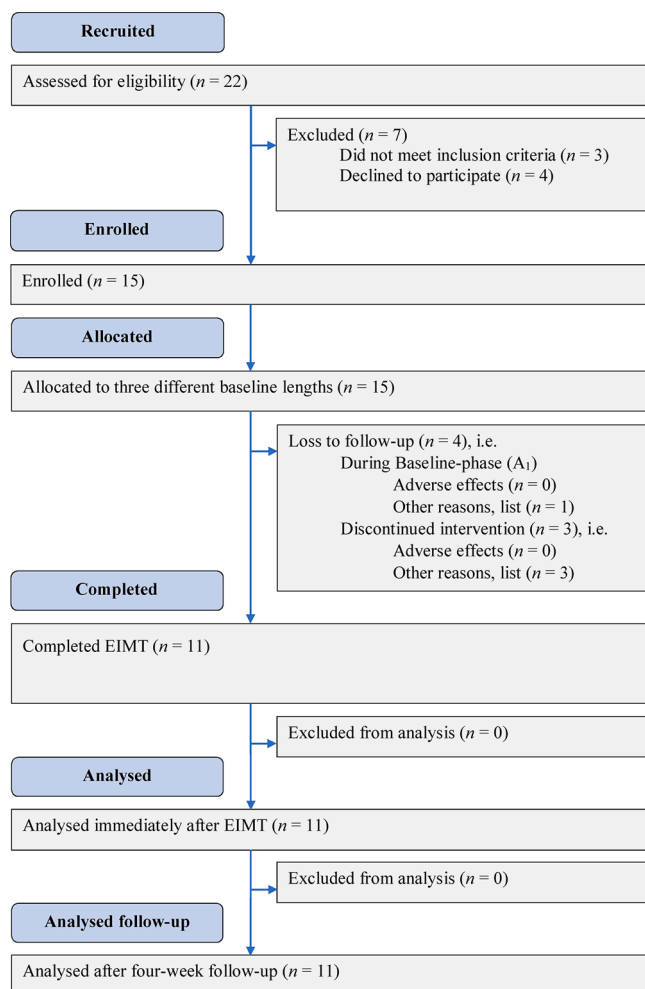 Recruited
Assessed for eligibility (n = 22)
Excluded (n = 7)
Did not meet inclusion criteria (n = 3)
Declined to participate (n = 4)
Enrolled
Enrolled (n = 15)
Allocated
Allocated to three different baseline lengths (n = 15)
Loss to follow-up (n = 4), i.e.
During Baseline-phase (A₁)
Adverse effects (n = 0)
Other reasons, list (n = 1)
Discontinued intervention (n = 3), i.e.
Adverse effects (n = 0)
Other reasons, list (n = 3)
Completed
Completed EIMT (n = 11)
Excluded from analysis (n = 0)
Analysed
Analysed immediately after EIMT (n = 11)
Excluded from analysis (n = 0)
Analysed follow-up
Analysed after four-week follow-up (n = 11)